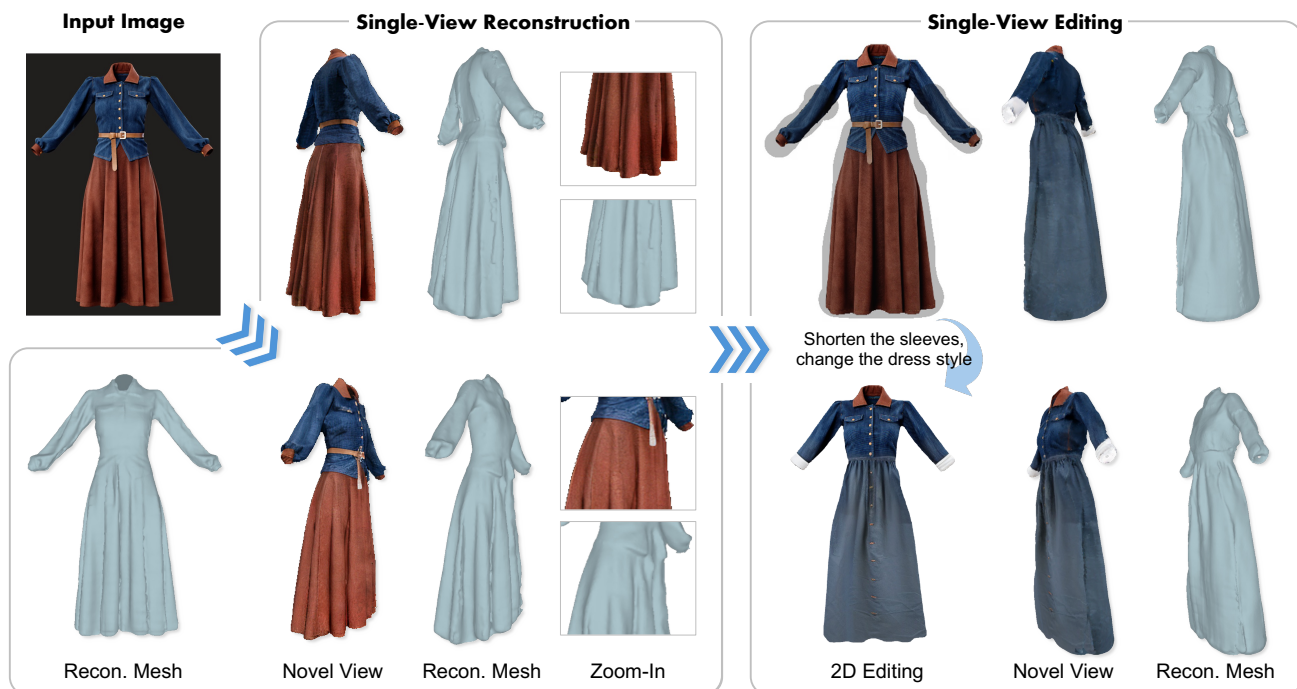 Input Image
Single-View Reconstruction
Single-View Editing
Shorten the sleeves,
change the dress style
Recon. Mesh
Novel View
Recon. Mesh
Zoom-In
2D Editing
Novel View
Recon. Mesh